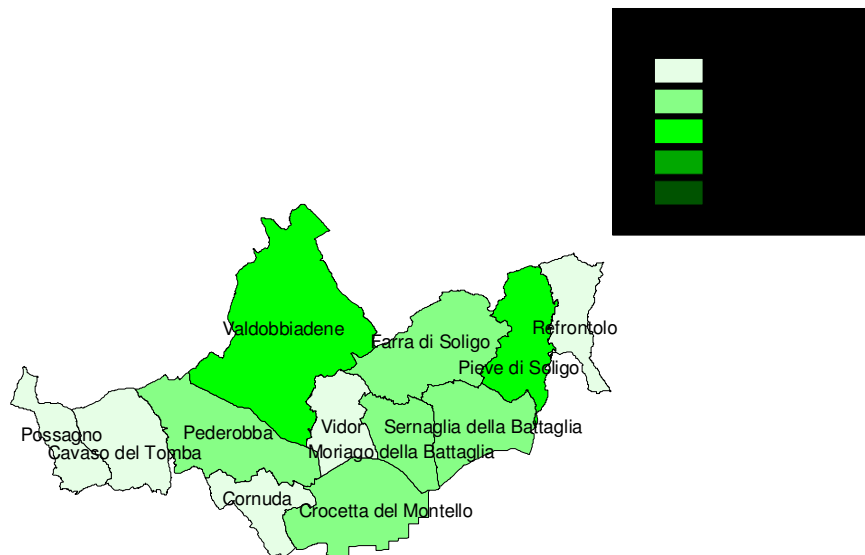 Valdobbiadene
Refrontolo
Farra di Soligo
Pieve di Soligo
Possagno
Pederobba
Vidor
Sernaglia della Battaglia
Cavaso del Tomba
Moriago della Battaglia
Cornuda
Crocetta del Montello